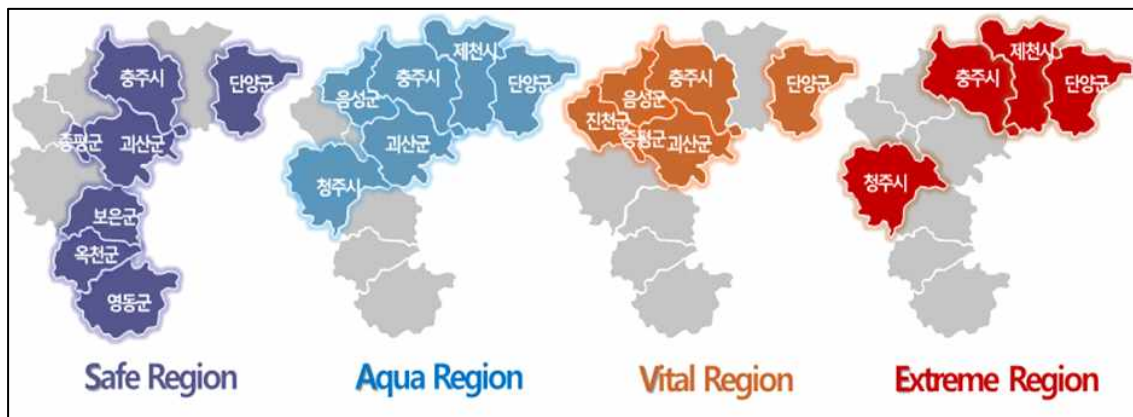 충주시
단양군
증평군
괴산군
보은군
옥천군
영동군
Safe Region
제천시
충주시
단양군
음성군
괴산군
청주시
Aqua Region
충주시
단양군
음성군
진천군
증평군
괴산군
Vital Region
제천시
충주시
단양군
청주시
Extreme Region